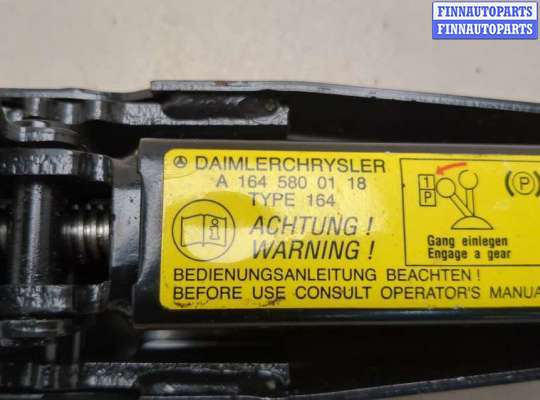 FINNAUTOPARTS
FINNAUTOPARTS
DAIMLERCHRYSLER
A 164 580 01 18
TYPE 164
ACHTUNG !
WARNING !
1
P
(P)
Gang einlegen
Engage a gear
BEDIENUNGSANLEITUNG BEACHTEN !
BEFORE USE CONSULT OPERATOR'S MANUA